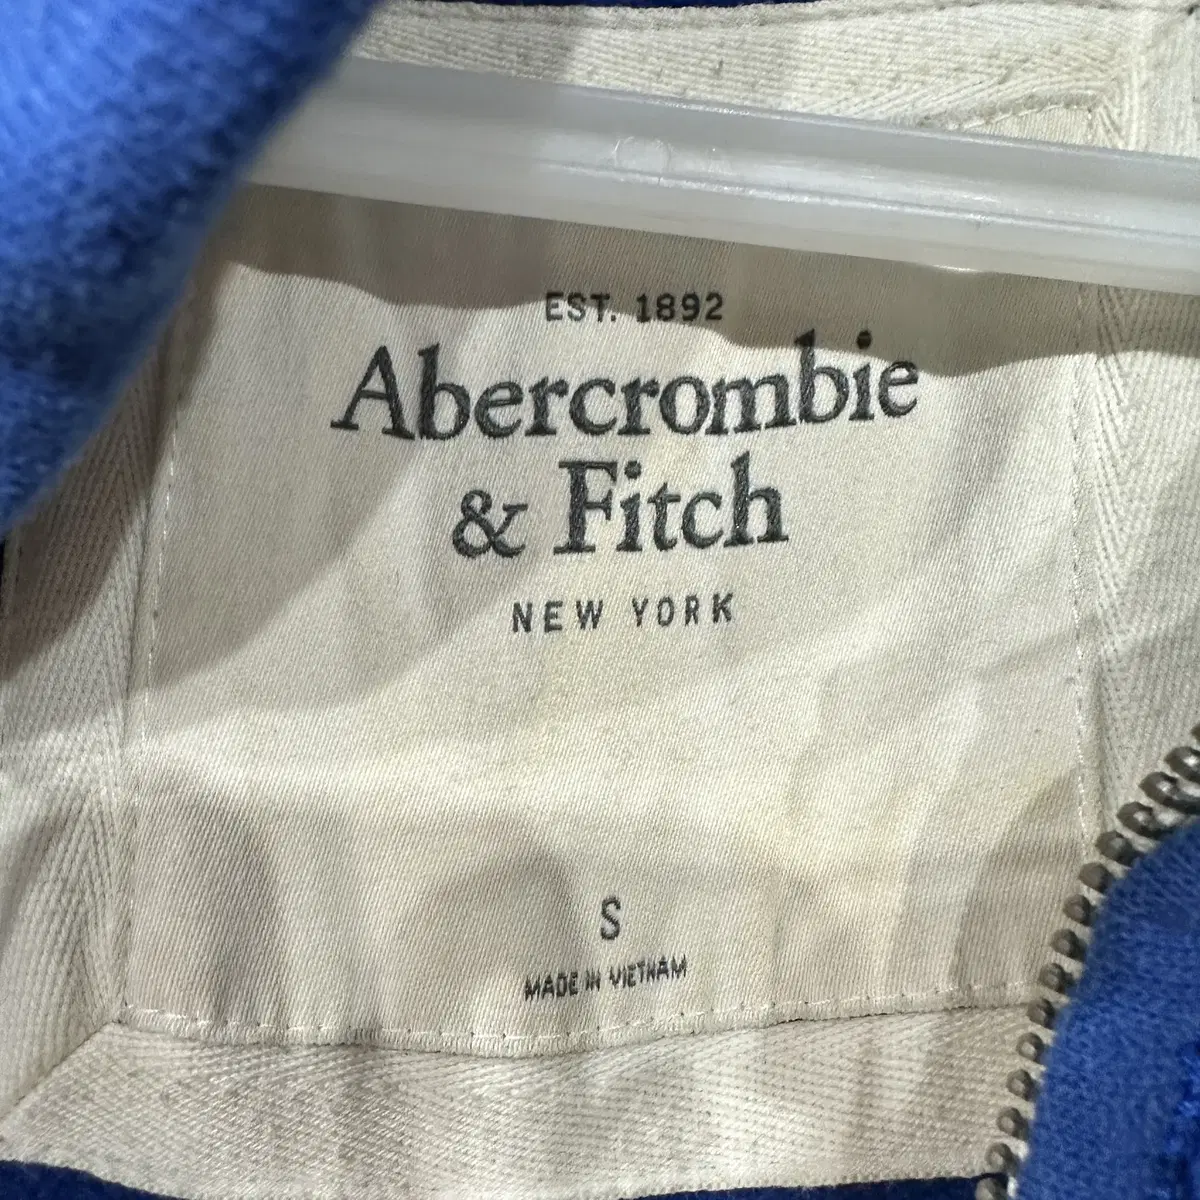 EST. 1892
Abercrombie
& Fitch
NEW YORK
S
MADE IN VIETNAM